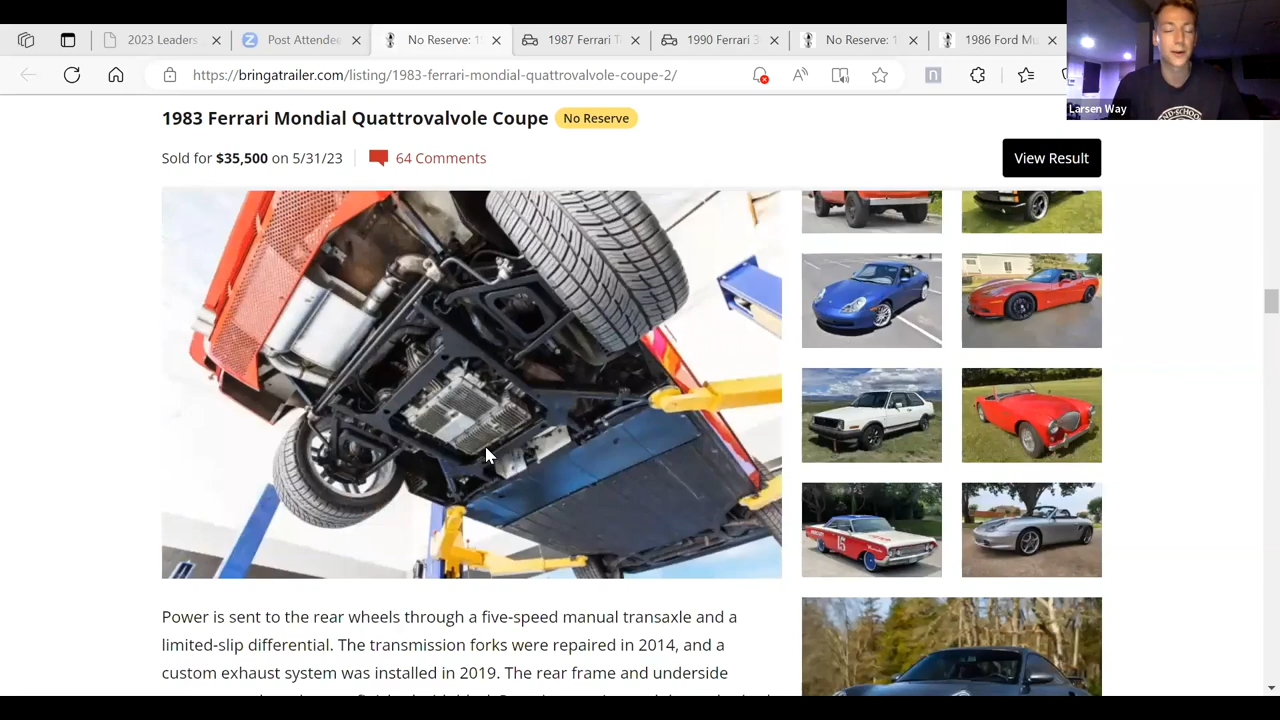 2023 Leaders
Post Attendee
No Reserve: 1
1987 Ferrari T
1990 Ferrari 3
No Reserve: 1
1986 Ford Mu
https://bringatrailer.com/listing/1983-ferrari-mondial-quattrovalvole-coupe-2/
Larsen Way
1983 Ferrari Mondial Quattrovalvole Coupe
No Reserve
Sold for $35,500 on 5/31/23
64 Comments
View Result
15
Power is sent to the rear wheels through a five-speed manual transaxle and a
limited-slip differential. The transmission forks were repaired in 2014, and a
custom exhaust system was installed in 2019. The rear frame and underside